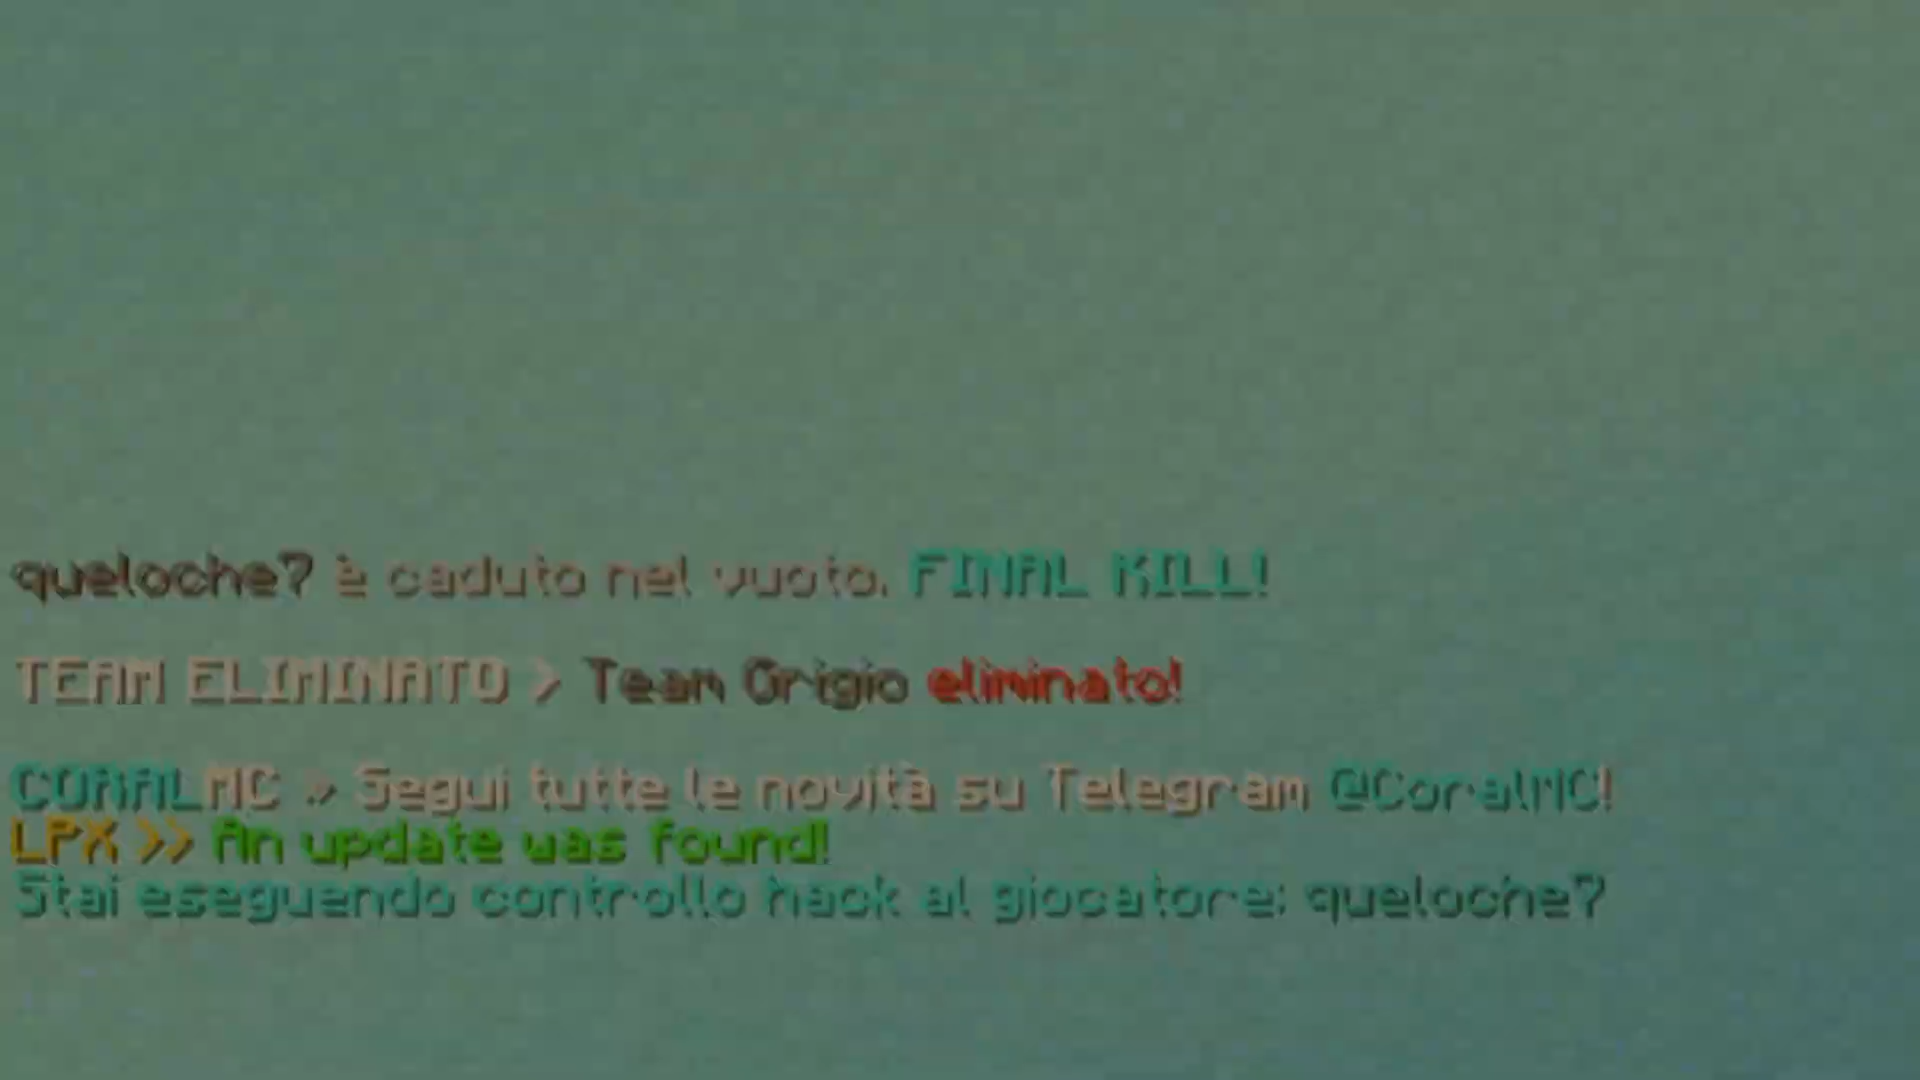 queloche? è caduto nel vuoto. FINAL KILL!
TEAM ELIMINATO > Team Grigio eliminato!
CORALMC » Segui tutte le novità su Telegram @CoralMC!
LPX >> An update was found!
Stai eseguendo controllo hack al giocatore: queloche?